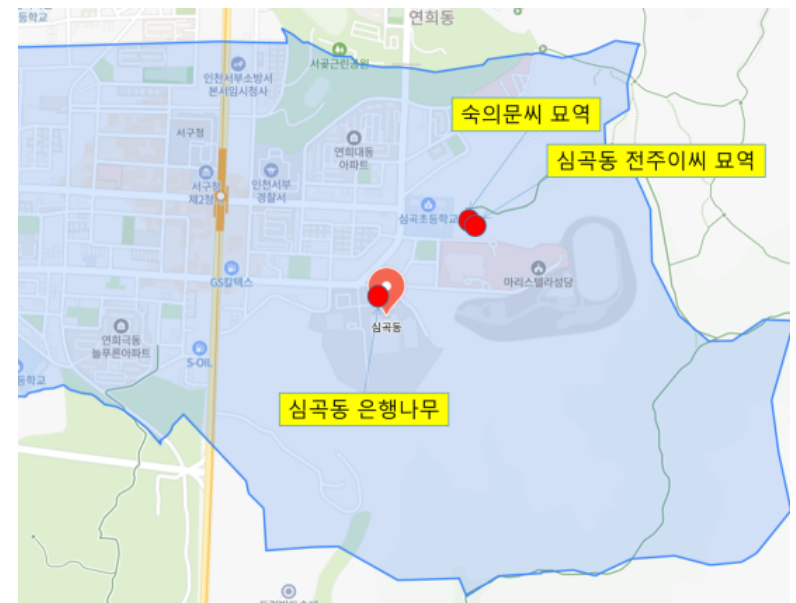 등학교
연희동
서곶근린공원
인천서부소방서
본서임시청사
숙의문씨 묘역
서구청
연희대동
아파트
심곡동 전주이씨 묘역
서구청
제2청
인천서부
경찰서
심곡초등학교
GS칼텍스
마리스텔라성당
심곡동
연희극동
늘푸른아파트
S-OIL
등학교
심곡동 은행나무